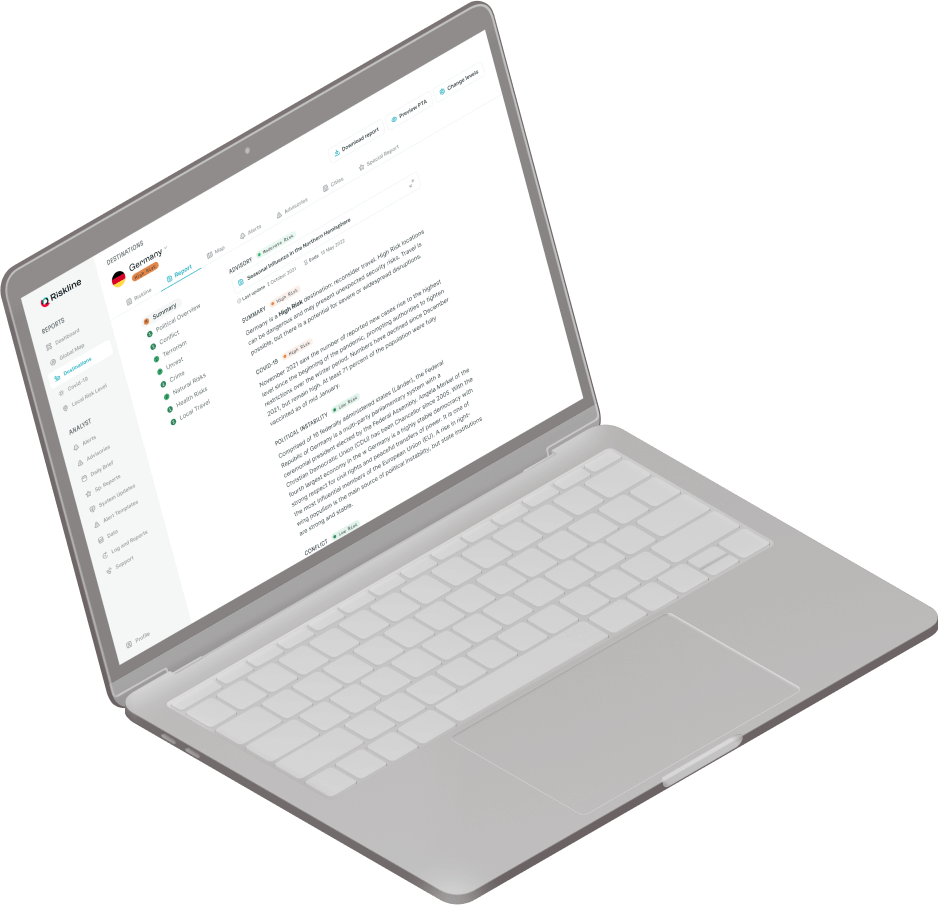 Riskline
REPORTS
Dashboard
Global Map
Destinations
Covid-19
Local Risk Level
ANALYST
Alerts
Advisories
Daily Brief
Sp. Reports
System Updates
Alert Templates
Log and Reports
Support
Profile
DESTINATIONS
Germany
High Risk
Download report
Preview PTA
Change levels
Riskline
Report
Map
Alerts
Advisories
Cities
Special Report
Summary
Political Overview
Conflict
Terrorism
Unrest
Crime
Natural Risks
Health Risks
Local Travel
ADVISORY Moderate Risk
Seasonal Influenza in the Northern Hemisphere
Last update 2 October 2021 Ends 12 May 2022
SUMMARY High Risk
Germany is a High Risk destination: reconsider travel. High Risk locations
can be dangerous and may present unexpected security risks. Travel is
possible, but there is a potential for severe or widespread disruptions.
COVID-19 High Risk
November 2021 saw the number of reported new cases rise to the highest
level since the beginning of the pandemic, prompting authorities to tighten
restrictions over the winter period. Numbers have declined since December
2021, but remain high. At least 71 percent of the population were fully
vaccinted as of mid January.
POLITICAL INSTABILITY Low Risk
Comprised of 16 federally administered states (Länder), the Federal
Republic of Germany is a multi-party parliamentary system with a
ceremonial president elected by the Federal Assembly. Angela Merkel of the
Christian Democratic Union (CDU) has been Chancellor since 2005. With the
fourth largest economy in the Germany is a highly stable democracy with
strong respect for civil rights and peaceful transfers of power. It is one of
the most influential members of the European Union (EU). A rise in right-
wing populism is the main source of political instability, but state institutions
are strong and stable.
CONFLICT Low Risk